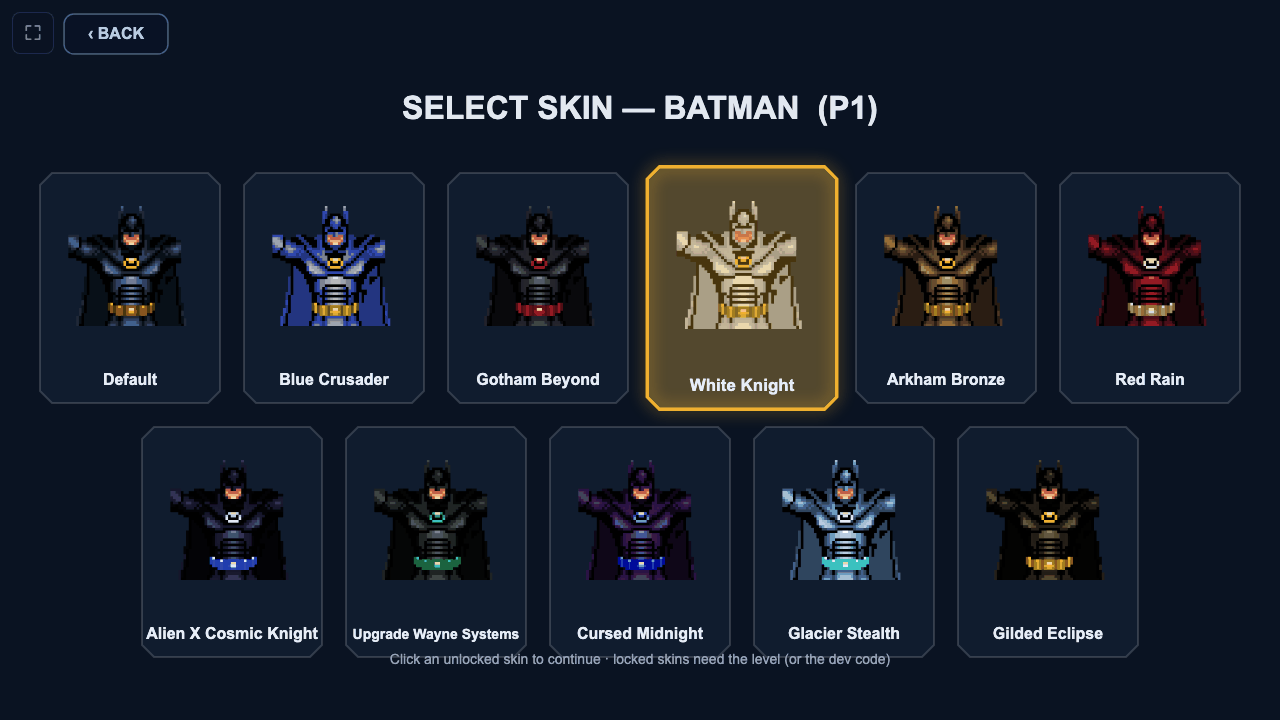 ‹ BACK
SELECT SKIN — BATMAN (P1)
Default
Blue Crusader
Gotham Beyond
White Knight
Arkham Bronze
Red Rain
Alien X Cosmic Knight
Upgrade Wayne Systems
Cursed Midnight
Glacier Stealth
Gilded Eclipse
Click an unlocked skin to continue · locked skins need the level (or the dev code)